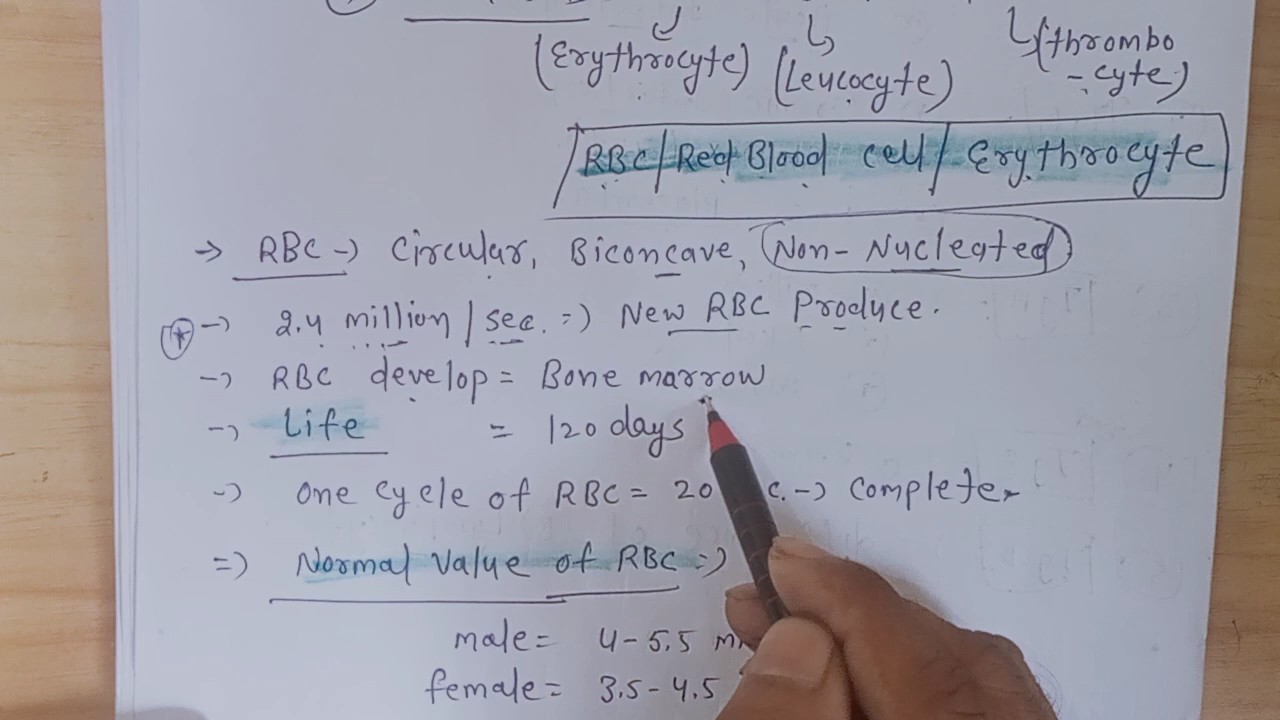 (Erythrocyte) (Leucocyte) (thrombo
- cyte)
RBC/Red Blood cell/ Erythrocyte
→ RBC → Circular, Biconcave, Non-Nucleated
* → 2.4 million / sec. => New RBC Produce.
→ RBC develop = Bone marrow
→ Life = 120 days
→ One cycle of RBC = 20 c. → Complete.
=> Normal Value of RBC =>
male = 4-5.5
female = 3.5-4.5